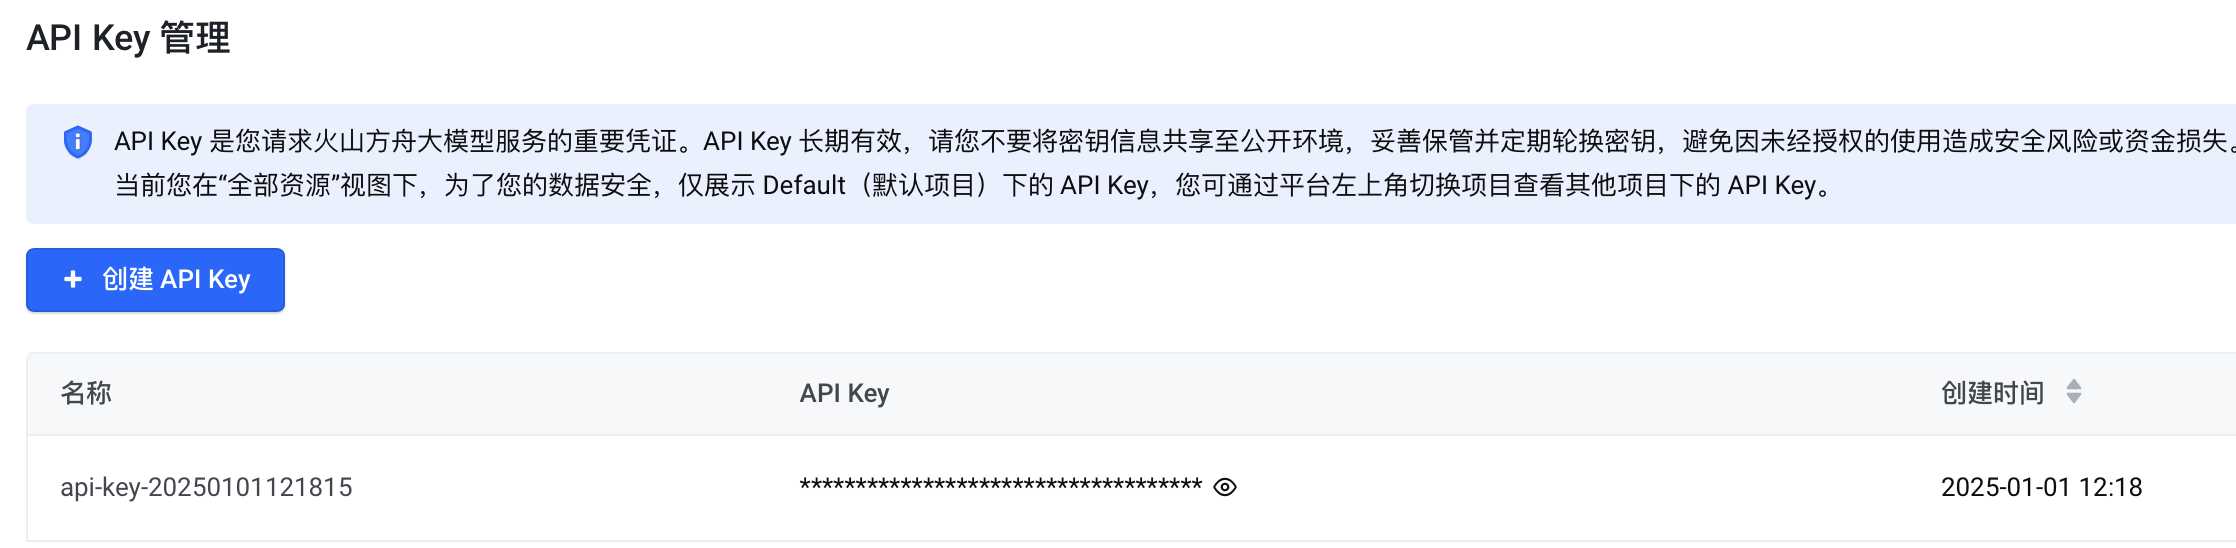 API Key 管理
API Key 是您请求火山方舟大模型服务的重要凭证。API Key 长期有效，请您不要将密钥信息共享至公开环境，妥善保管并定期轮换密钥，避免因未经授权的使用造成安全风险或资金损失。
当前您在“全部资源”视图下，为了您的数据安全，仅展示 Default（默认项目）下的 API Key，您可通过平台左上角切换项目查看其他项目下的 API Key。
+ 创建 API Key
名称 API Key 创建时间
api-key-20250101121815 ************************************ 2025-01-01 12:18